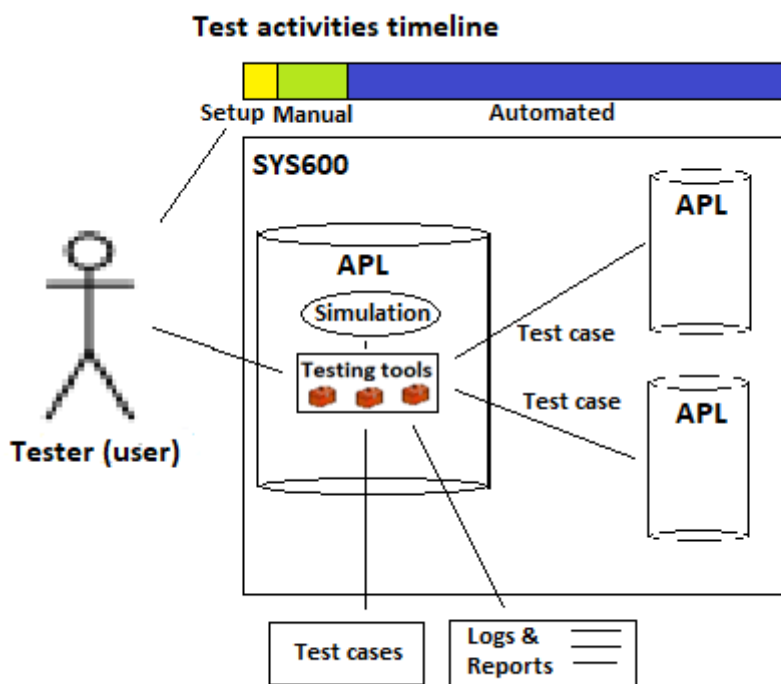 Test activities timeline
Setup Manual Automated
SYS600
APL
APL
Simulation
Test case
Testing tools
Test case
APL
Tester (user)
Test cases
Logs &
Reports